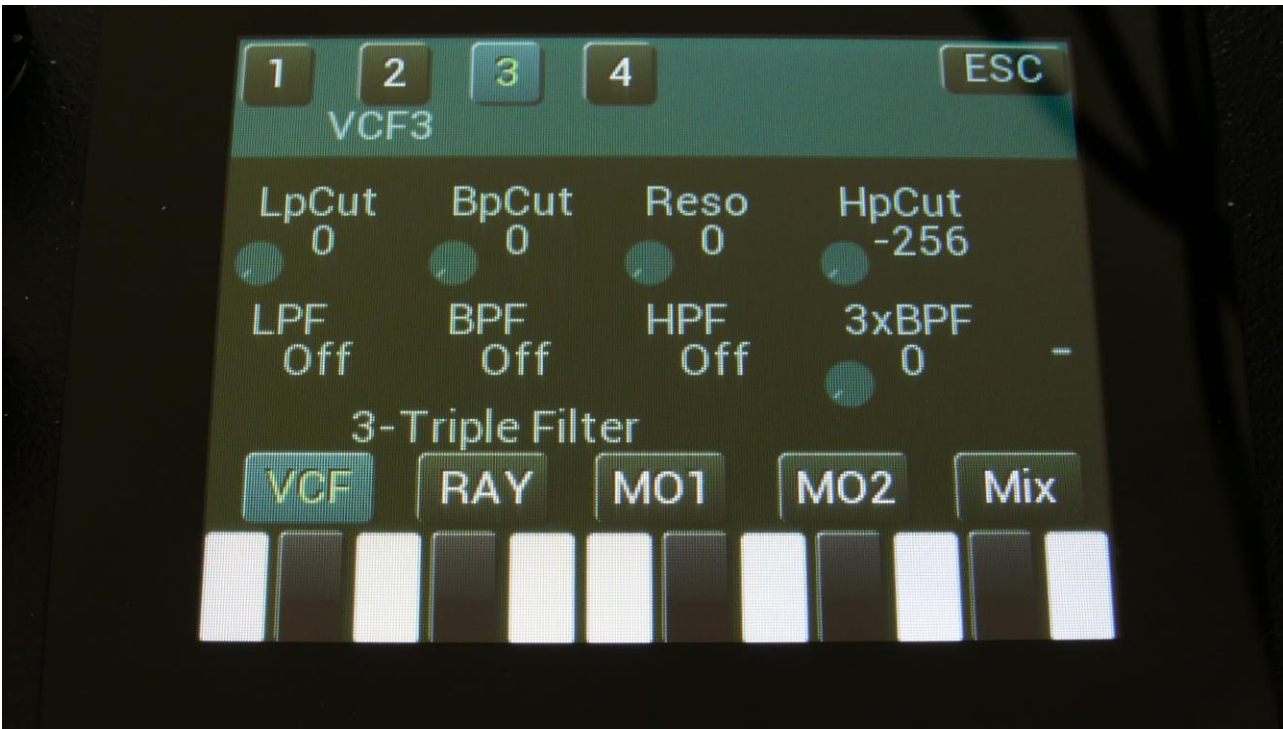 1 2 3 4 ESC
VCF3
LpCut BpCut Reso HpCut
0 0 0 -256
LPF BPF HPF 3xBPF
Off Off Off 0 -
3-Triple Filter
VCF RAY MO1 MO2 Mix